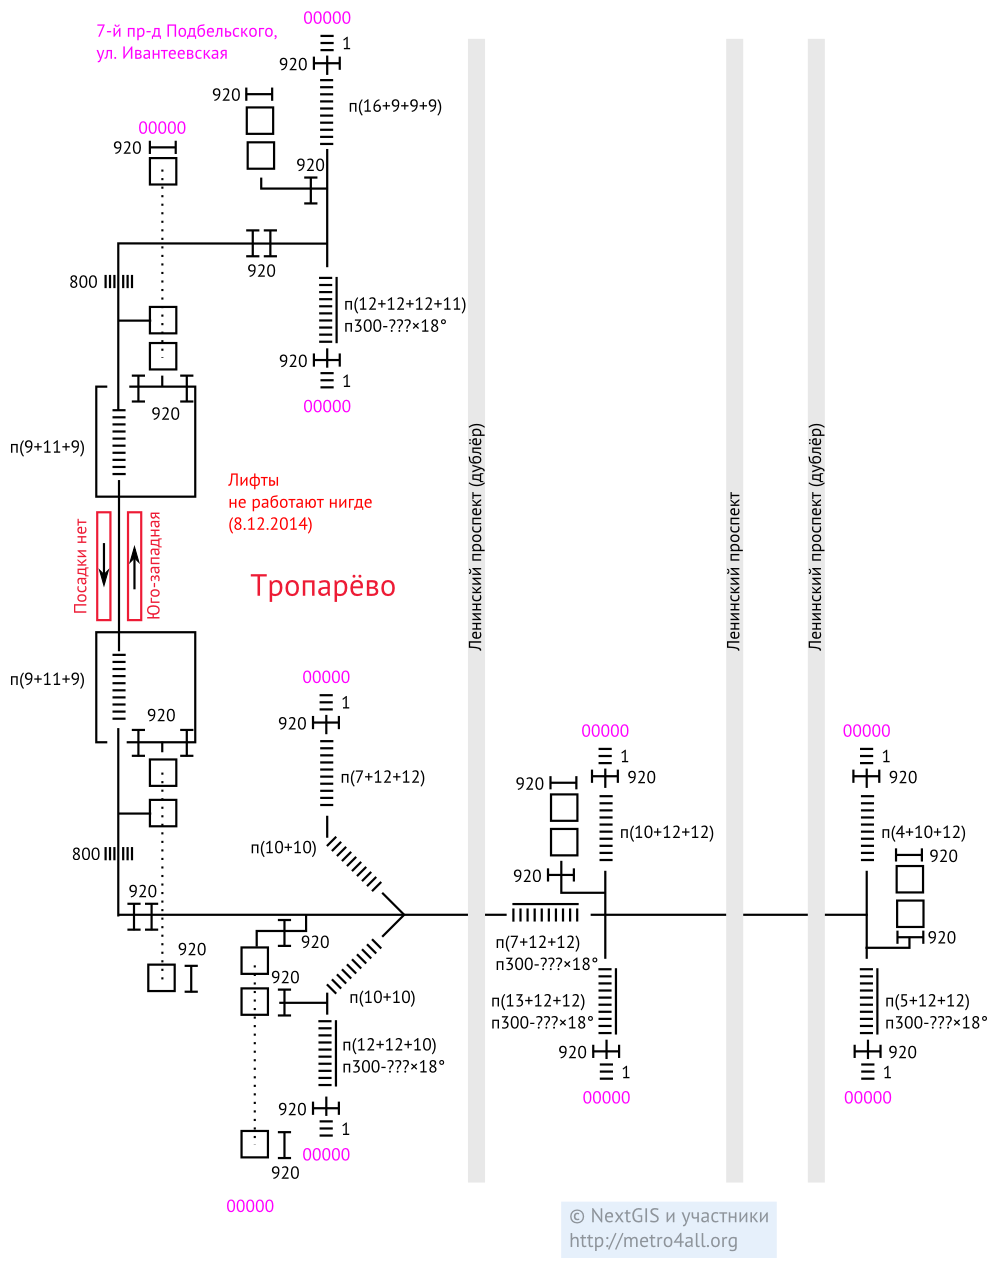 00000
7-й пр-д Подбельского,
ул. Ивантеевская
1
920
920
п(16+9+9+9)
00000
920
920
920
800
п(12+12+12+11)
п300-???×18°
920
1
00000
920
п(9+11+9)
Лифты
не работают нигде
(8.12.2014)
Посадки нет
Юго-западная
Тропарёво
Ленинский проспект (дублёр)
Ленинский проспект
Ленинский проспект (дублёр)
п(9+11+9)
00000
1
920
920
00000
1
920
920
00000
1
920
п(7+12+12)
п(10+12+12)
п(4+10+12)
п(10+10)
800
920
920
920
920
920
920
920
п(7+12+12)
п300-???×18°
920
п(10+10)
п(13+12+12)
п300-???×18°
п(5+12+12)
п300-???×18°
п(12+12+10)
п300-???×18°
920
920
1
1
00000
00000
920
1
00000
920
00000
© NextGIS и участники
http://metro4all.org